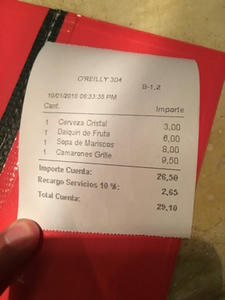 O'REILLY 304
B-1,2
10/01/2018 06:33:35 PM
Cant. Importe
1 Cerveza Cristal 3,00
1 Daiquiri de Fruta 6,00
1 Sopa de Mariscos 8,00
1 Camarones Grille 9,50
Importe Cuenta: 26,50
Recargo Servicios 10 %: 2,65
Total Cuenta: 29,10